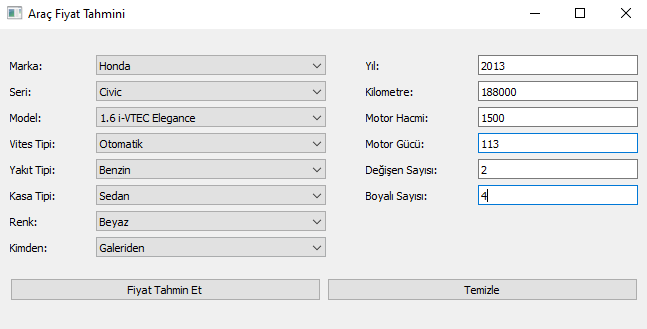 Araç Fiyat Tahmini
Marka: Honda Yıl: 2013
Seri: Civic Kilometre: 188000
Model: 1.6 i-VTEC Elegance Motor Hacmi: 1500
Vites Tipi: Otomatik Motor Gücü: 113
Yakıt Tipi: Benzin Değişen Sayısı: 2
Kasa Tipi: Sedan Boyalı Sayısı: 4
Renk: Beyaz
Kimden: Galeriden
Fiyat Tahmin Et Temizle